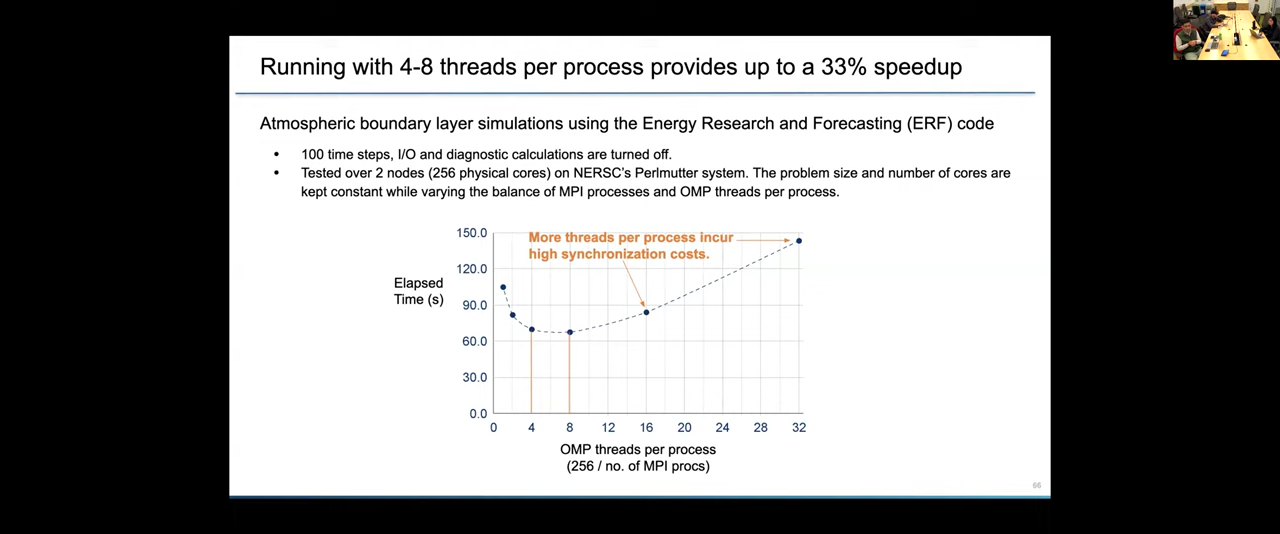 Running with 4-8 threads per process provides up to a 33% speedup
Atmospheric boundary layer simulations using the Energy Research and Forecasting (ERF) code
• 100 time steps, I/O and diagnostic calculations are turned off.
• Tested over 2 nodes (256 physical cores) on NERSC's Perlmutter system. The problem size and number of cores are
kept constant while varying the balance of MPI processes and OMP threads per process.
150.0
More threads per process incur
high synchronization costs.
120.0
Elapsed
Time (s)
90.0
60.0
30.0
0.0
0 4 8 12 16 20 24 28 32
OMP threads per process
(256 / no. of MPI procs)
86